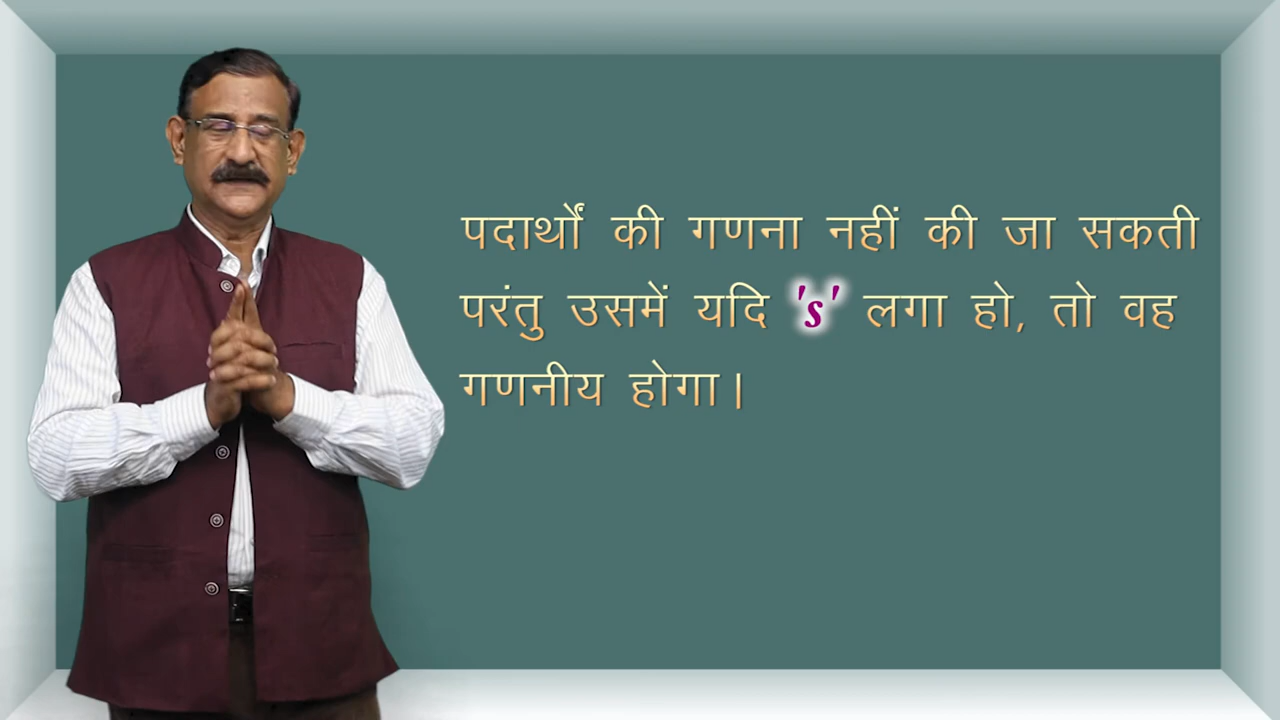 पदार्थों की गणना नहीं की जा सकती
परंतु उसमें यदि 's' लगा हो, तो वह
गणनीय होगा।